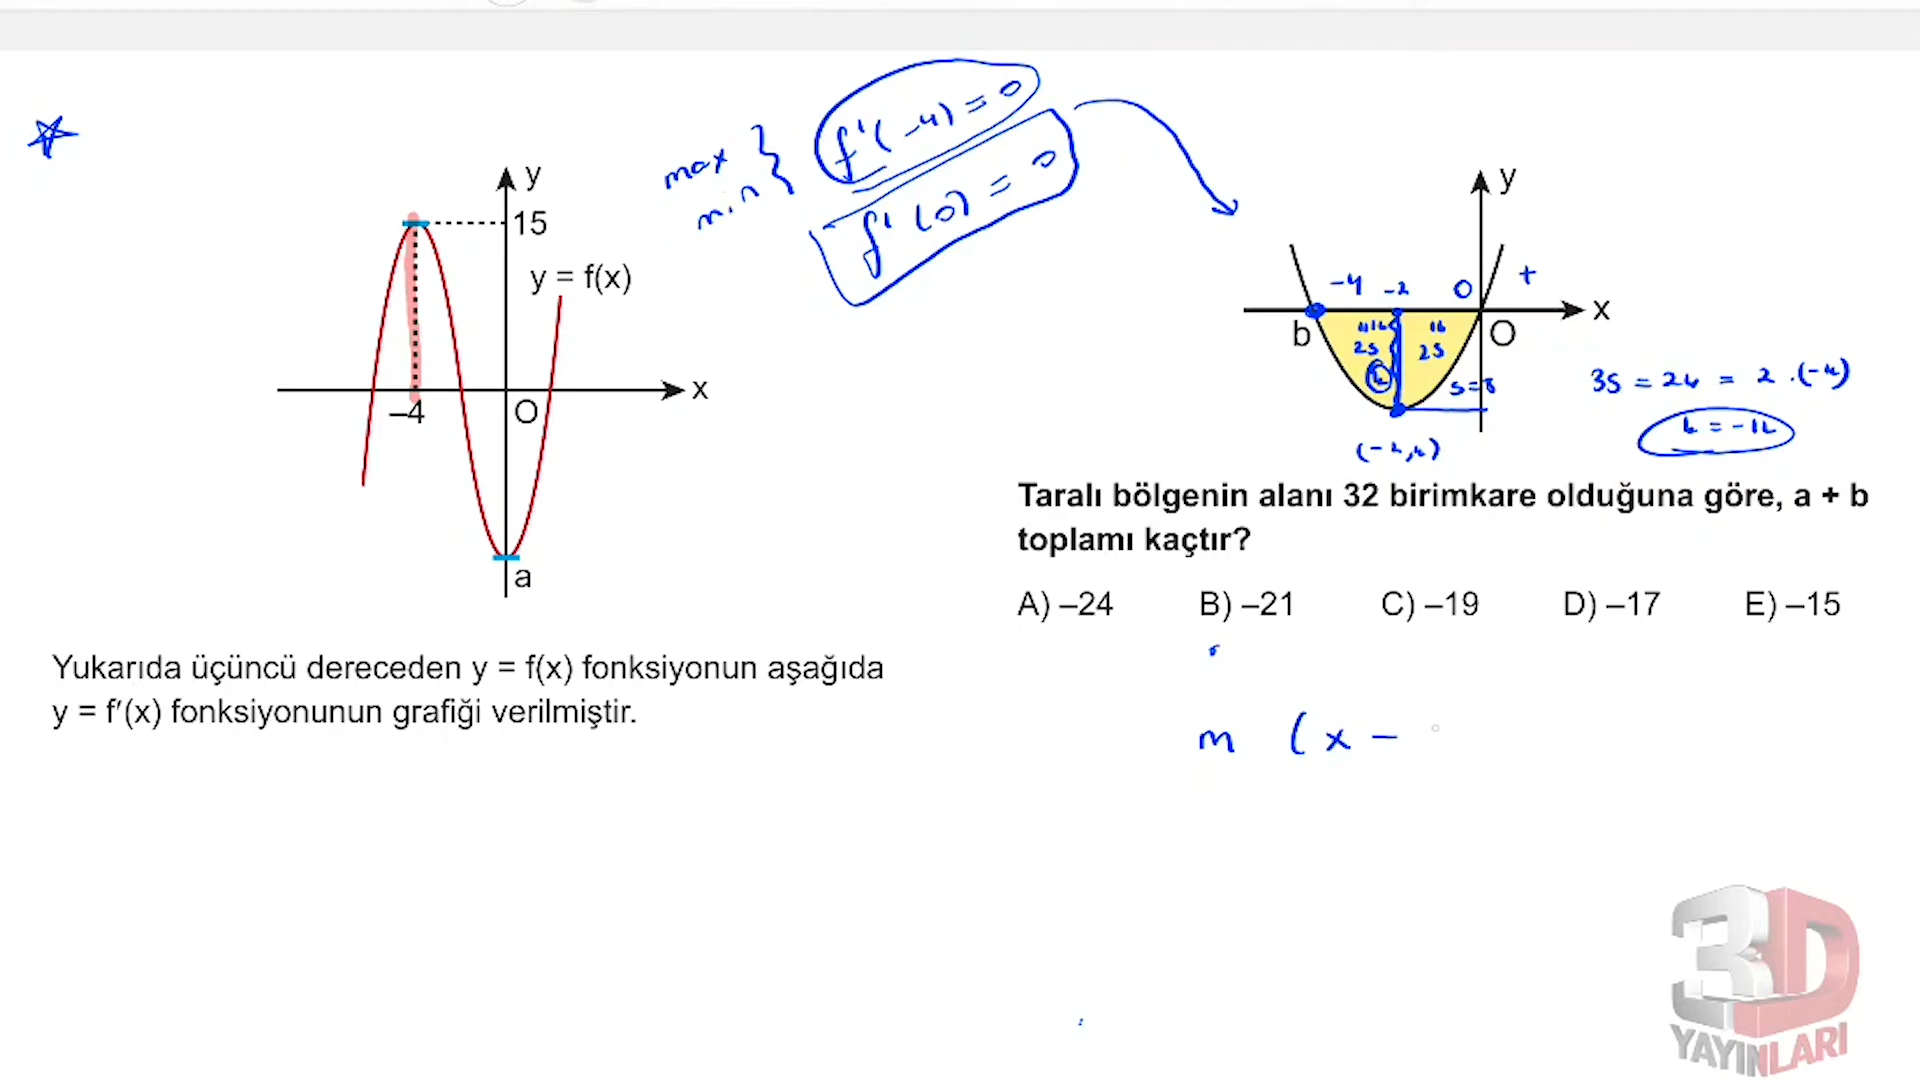 max
min
f'(-4) = 0
f'(0) = 0
y
15
y = f(x)
x
–4
O
a
y
-4 -2 0 +
x
b
O
16
2S 2S
S=8
3S = 24 = 2 . (-k)
k = -12
Taralı bölgenin alanı 32 birimkare olduğuna göre, a + b
toplamı kaçtır?
A) –24 B) –21 C) –19 D) –17 E) –15
Yukarıda üçüncü dereceden y = f(x) fonksiyonun aşağıda
y = f′(x) fonksiyonunun grafiği verilmiştir.
m (x -
3D
YAYINLARI